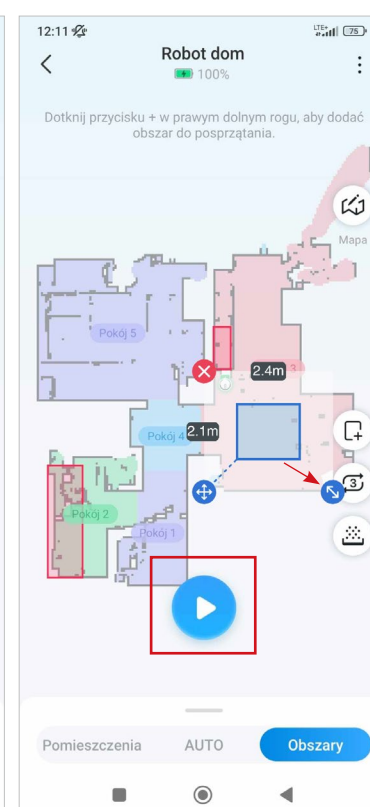 12:11
LTE+
75
Robot dom
100%
Dotknij przycisku + w prawym dolnym rogu, aby dodać
obszar do posprzątania.
Mapa
Pokój 5
2.4m
3
Pokój 4
2.1m
3
Pokój 2
Pokój 1
Pomieszczenia
AUTO
Obszary